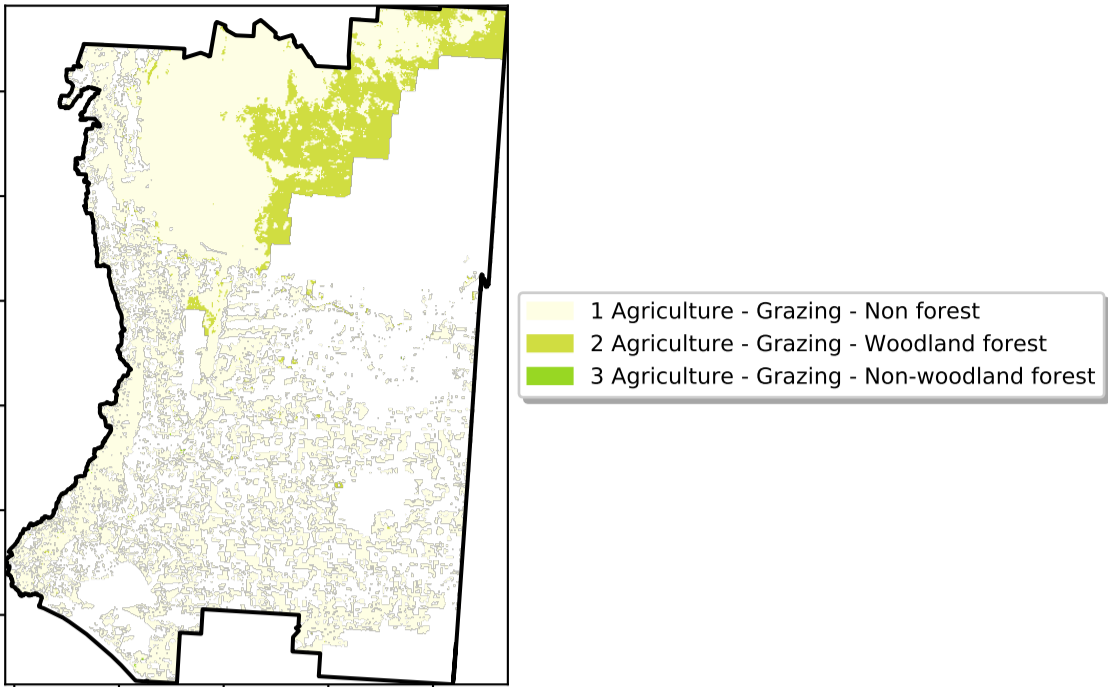 1 Agriculture - Grazing - Non forest
2 Agriculture - Grazing - Woodland forest
3 Agriculture - Grazing - Non-woodland forest